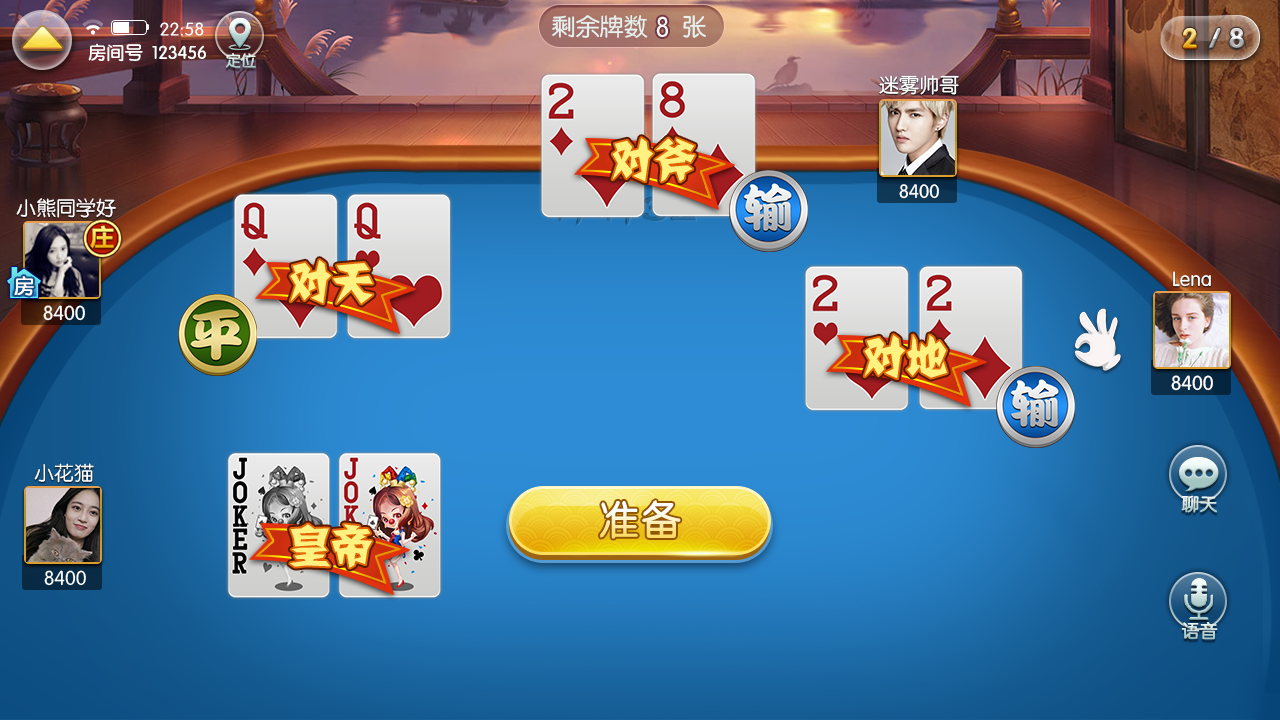 22:58
房间号 123456
定位
剩余牌数 8 张
2 / 8
2
8
对斧
输
迷雾帅哥
8400
小熊同学好
庄
房
8400
Q
Q
对天
平
2
2
对地
输
Lena
8400
小花猫
8400
JOKER
JOK
皇帝
准备
聊天
语音